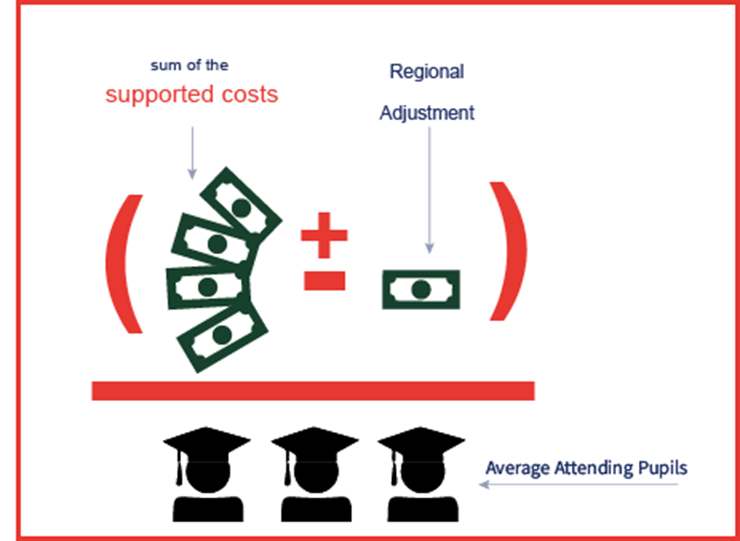 sum of the
supported costs
Regional
Adjustment
( ± )
Average Attending Pupils